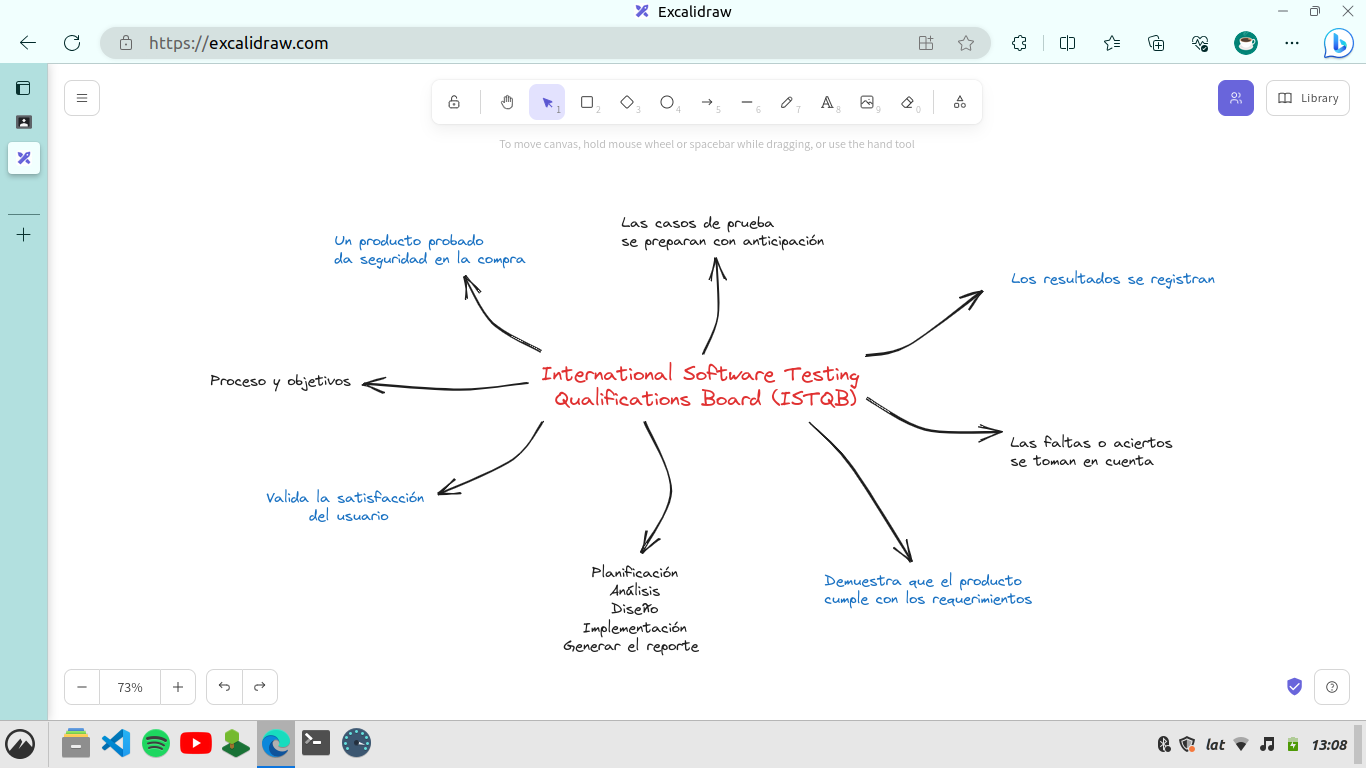 Excalidraw
https://excalidraw.com
1
2
3
4
5
6
7
8
9
0
Library
To move canvas, hold mouse wheel or spacebar while dragging, or use the hand tool
Las casos de prueba
se preparan con anticipación
Un producto probado
da seguridad en la compra
Los resultados se registran
International Software Testing
Qualifications Board (ISTQB)
Proceso y objetivos
Las faltas o aciertos
se toman en cuenta
Valida la satisfacción
del usuario
Planificación
Análisis
Diseño
Implementación
Generar el reporte
Demuestra que el producto
cumple con los requerimientos
73%
lat
13:08